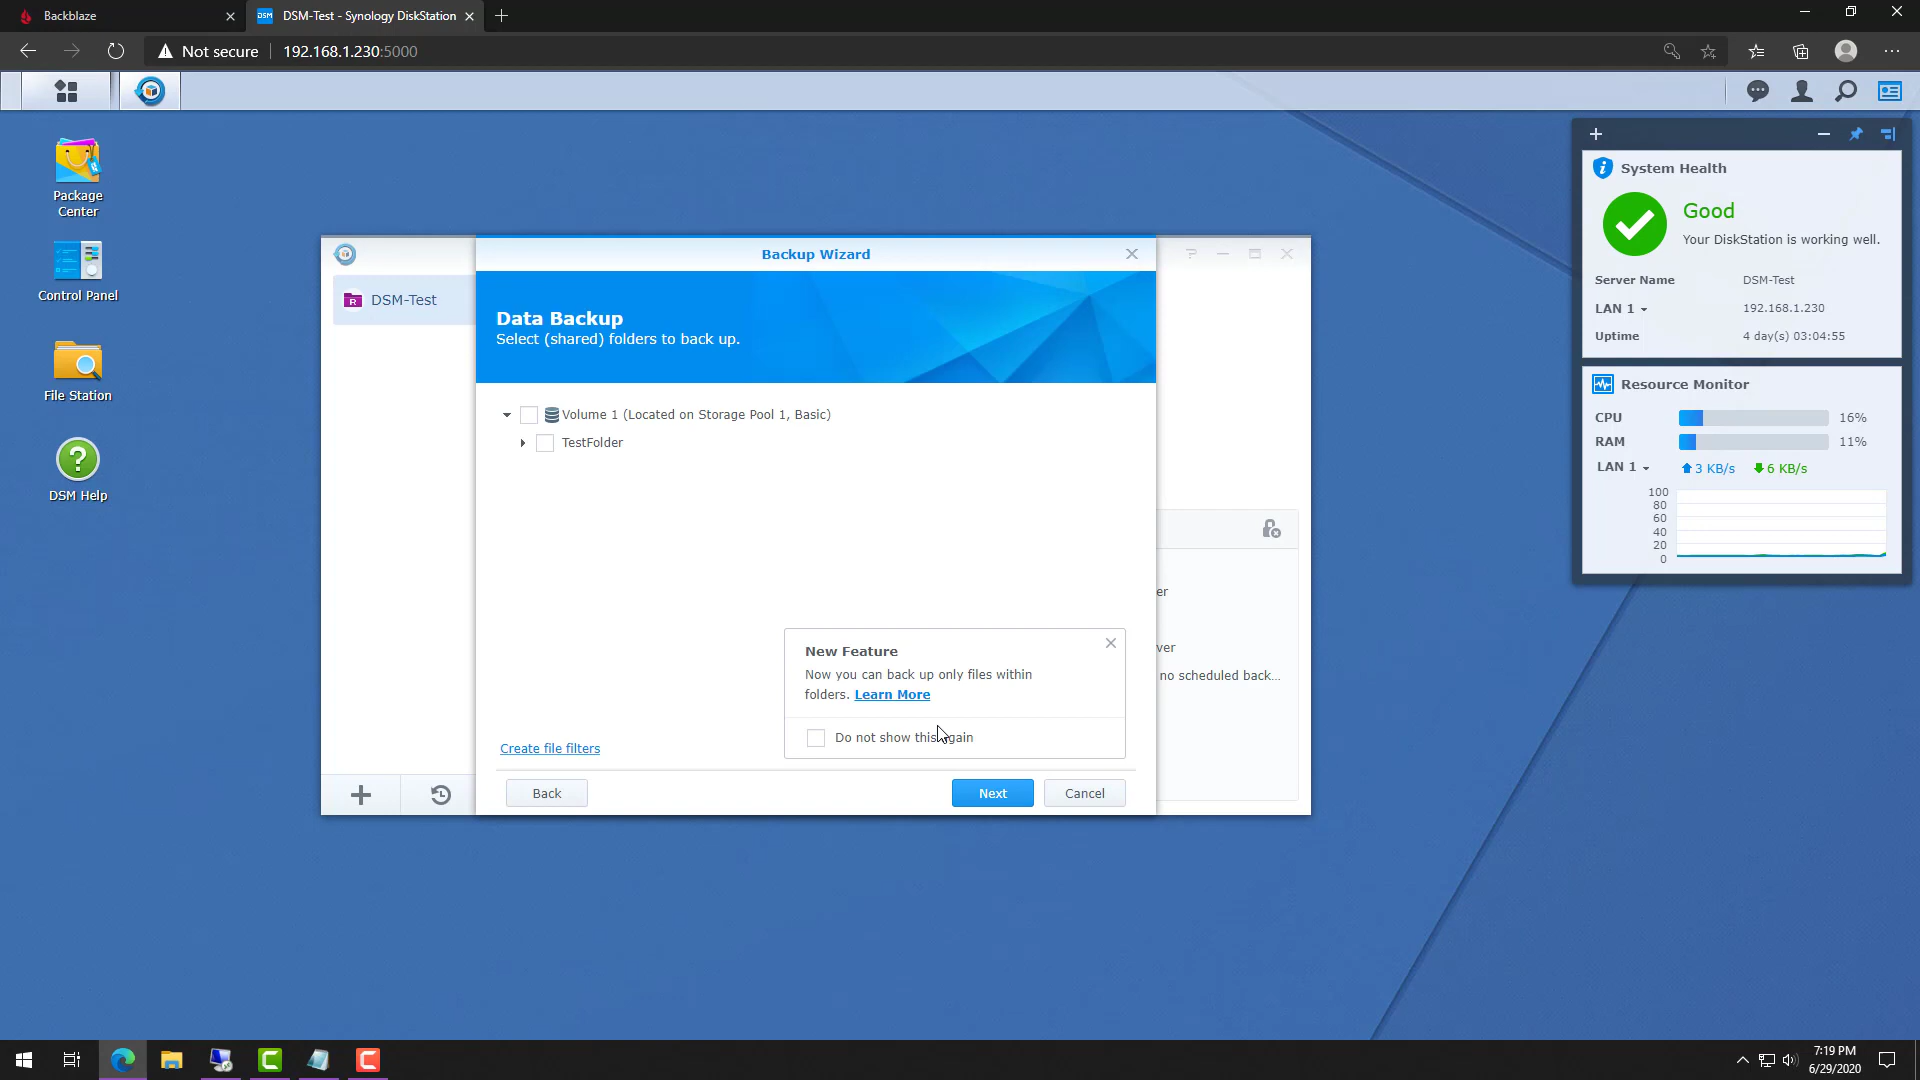 Backblaze
DSM
DSM-Test - Synology DiskStation
Not secure
192.168.1.230:5000
Package
Center
Control Panel
File Station
DSM Help
DSM-Test
Backup Wizard
Data Backup
Select (shared) folders to back up.
Volume 1 (Located on Storage Pool 1, Basic)
TestFolder
New Feature
Now you can back up only files within
folders. Learn More
Do not show this again
Create file filters
Back
Next
Cancel
er
ver
no scheduled back...
System Health
Good
Your DiskStation is working well.
Server Name
DSM-Test
LAN 1
192.168.1.230
Uptime
4 day(s) 03:04:55
Resource Monitor
CPU
16%
RAM
11%
LAN 1
3 KB/s
6 KB/s
100
80
60
40
20
0
7:19 PM
6/29/2020